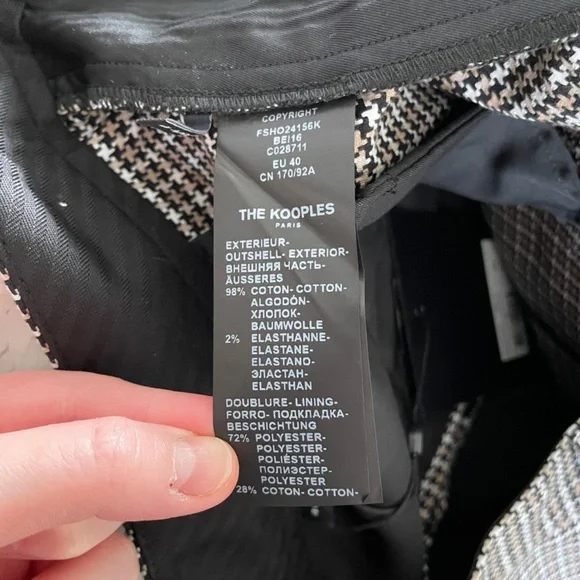 COPYRIGHT
FSHO24156K
BEI16
C028711
EU 40
CN 170/92A
THE KOOPLES
PARIS
EXTERIEUR-
OUTSHELL- EXTERIOR-
ВНЕШНЯЯ ЧАСТЬ-
ÄUSSERES
98% COTON- COTTON-
ALGODÓN-
ХЛОПОК-
BAUMWOLLE
2% ELASTHANNE-
ELASTANE-
ELASTANO-
ЭЛАСТАН-
ELASTHAN
DOUBLURE- LINING-
FORRO- ПОДКЛАДКА-
BESCHICHTUNG
72% POLYESTER-
POLYESTER-
POLIÉSTER-
ПОЛИЭСТЕР-
POLYESTER
28% COTON- COTTON-